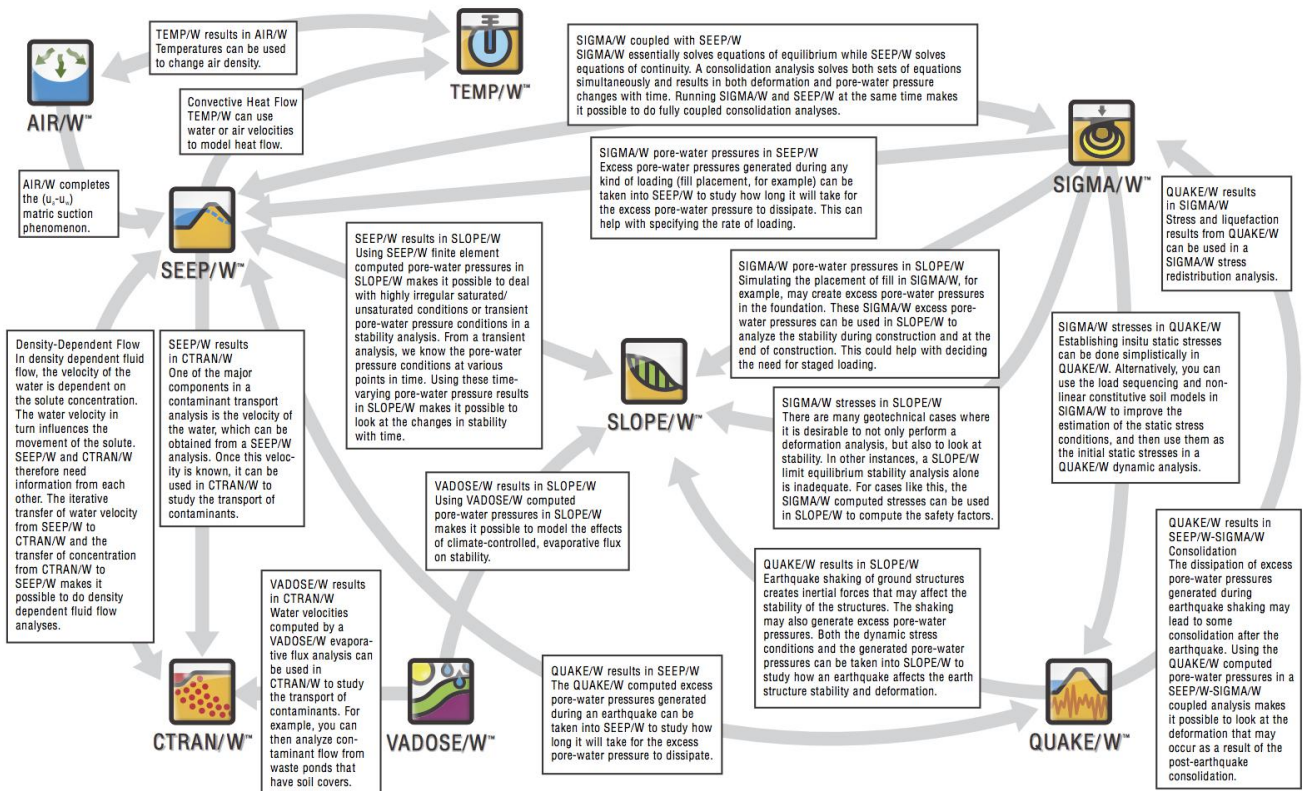 TEMP/W results in AIR/W
Temperatures can be used
to change air density.
AIR/W™
TEMP/W™
Convective Heat Flow
TEMP/W can use
water or air velocities
to model heat flow.
SIGMA/W coupled with SEEP/W
SIGMA/W essentially solves equations of equilibrium while SEEP/W solves
equations of continuity. A consolidation analysis solves both sets of equations
simultaneously and results in both deformation and pore-water pressure
changes with time. Running SIGMA/W and SEEP/W at the same time makes
it possible to do fully coupled consolidation analyses.
SIGMA/W™
AIR/W completes
the (uₐ-uᵥᵥ)
matric suction
phenomenon.
SEEP/W™
SIGMA/W pore-water pressures in SEEP/W
Excess pore-water pressures generated during any
kind of loading (fill placement, for example) can be
taken into SEEP/W to study how long it will take for
the excess pore-water pressure to dissipate. This can
help with specifying the rate of loading.
QUAKE/W results
in SIGMA/W
Stress and liquefaction
results from QUAKE/W
can be used in a
SIGMA/W stress
redistribution analysis.
SEEP/W results in SLOPE/W
Using SEEP/W finite element
computed pore-water pressures in
SLOPE/W makes it possible to deal
with highly irregular saturated/
unsaturated conditions or transient
pore-water pressure conditions in a
stability analysis. From a transient
analysis, we know the pore-water
pressure conditions at various
points in time. Using these time-
varying pore-water pressure results
in SLOPE/W makes it possible to
look at the changes in stability
with time.
SIGMA/W pore-water pressures in SLOPE/W
Simulating the placement of fill in SIGMA/W, for
example, may create excess pore-water pressures
in the foundation. These SIGMA/W excess pore-
water pressures can be used in SLOPE/W to
analyze the stability during construction and at the
end of construction. This could help with deciding
the need for staged loading.
SLOPE/W™
Density-Dependent Flow
In density dependent fluid
flow, the velocity of the
water is dependent on
the solute concentration.
The water velocity in
turn influences the
movement of the solute.
SEEP/W and CTRAN/W
therefore need
information from each
other. The iterative
transfer of water velocity
from SEEP/W to
CTRAN/W and the
transfer of concentration
from CTRAN/W to
SEEP/W makes it
possible to do density
dependent fluid flow
analyses.
SEEP/W results
in CTRAN/W
One of the major
components in a
contaminant transport
analysis is the velocity of
the water, which can be
obtained from a SEEP/W
analysis. Once this veloc-
ity is known, it can be
used in CTRAN/W to
study the transport of
contaminants.
SIGMA/W stresses in QUAKE/W
Establishing insitu static stresses
can be done simplistically in
QUAKE/W. Alternatively, you can
use the load sequencing and non-
linear constitutive soil models in
SIGMA/W to improve the
estimation of the static stress
conditions, and then use them as
the initial static stresses in a
QUAKE/W dynamic analysis.
SIGMA/W stresses in SLOPE/W
There are many geotechnical cases where
it is desirable to not only perform a
deformation analysis, but also to look at
stability. In other instances, a SLOPE/W
limit equilibrium stability analysis alone
is inadequate. For cases like this, the
SIGMA/W computed stresses can be used
in SLOPE/W to compute the safety factors.
VADOSE/W results in SLOPE/W
Using VADOSE/W computed
pore-water pressures in SLOPE/W
makes it possible to model the effects
of climate-controlled, evaporative flux
on stability.
QUAKE/W results in
SEEP/W-SIGMA/W
Consolidation
The dissipation of excess
pore-water pressures
generated during
earthquake shaking may
lead to some
consolidation after the
earthquake. Using the
QUAKE/W computed
pore-water pressures in a
SEEP/W-SIGMA/W
coupled analysis makes
it possible to look at the
deformation that may
occur as a result of the
post-earthquake
consolidation.
QUAKE/W results in SLOPE/W
Earthquake shaking of ground structures
creates inertial forces that may affect the
stability of the structures. The shaking
may also generate excess pore-water
pressures. Both the dynamic stress
conditions and the generated pore-water
pressures can be taken into SLOPE/W to
study how an earthquake affects the earth
structure stability and deformation.
VADOSE/W results
in CTRAN/W
Water velocities
computed by a
VADOSE/W evapora-
tive flux analysis can
be used in
CTRAN/W to study
the transport of
contaminants. For
example, you can
then analyze con-
taminant flow from
waste ponds that
have soil covers.
QUAKE/W results in SEEP/W
The QUAKE/W computed excess
pore-water pressures generated
during an earthquake can be
taken into SEEP/W to study how
long it will take for the excess
pore-water pressure to dissipate.
CTRAN/W™
VADOSE/W™
QUAKE/W™